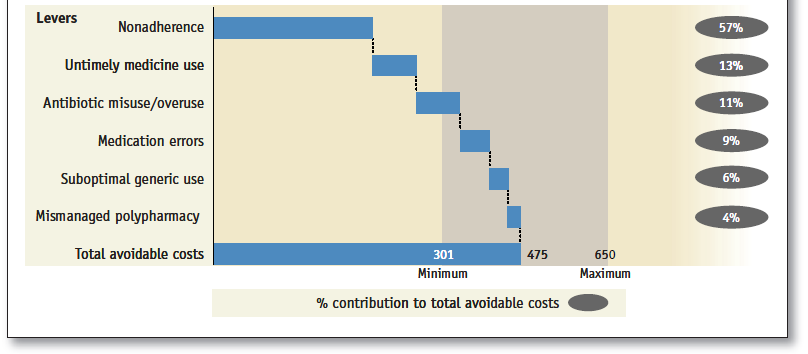 Levers
Nonadherence 57%
Untimely medicine use 13%
Antibiotic misuse/overuse 11%
Medication errors 9%
Suboptimal generic use 6%
Mismanaged polypharmacy 4%
Total avoidable costs 301 475 650
Minimum Maximum
% contribution to total avoidable costs